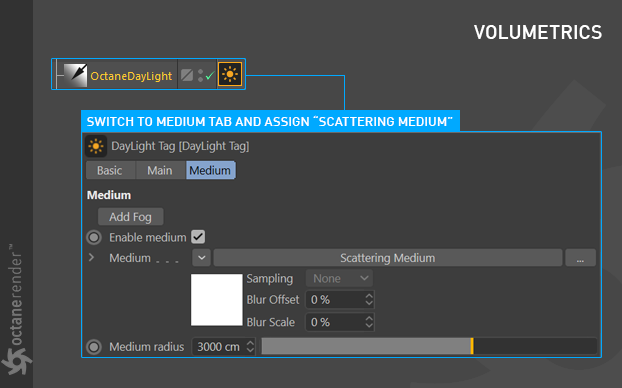 VOLUMETRICS
OctaneDayLight
SWITCH TO MEDIUM TAB AND ASSIGN "SCATTERING MEDIUM"
DayLight Tag [DayLight Tag]
Basic Main Medium
Medium
Add Fog
Enable medium
Medium . . . Scattering Medium ...
Sampling None
Blur Offset 0 %
Blur Scale 0 %
Medium radius 3000 cm
octanerender™